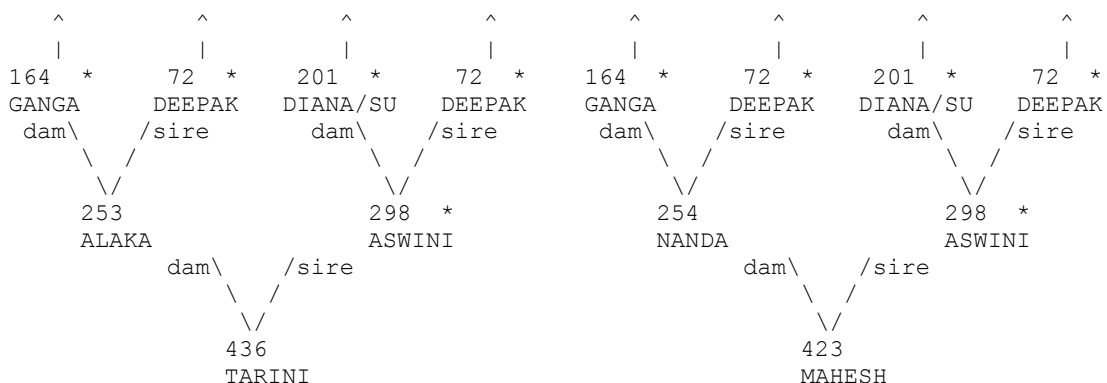 ^ ^ ^ ^ ^ ^ ^ ^
| | | | | | | |
164 * 72 * 201 * 72 * 164 * 72 * 201 * 72 *
GANGA DEEPAK DIANA/SU DEEPAK GANGA DEEPAK DIANA/SU DEEPAK
dam\ /sire dam\ /sire dam\ /sire dam\ /sire
\ / \ / \ / \ /
\/ \/ \/ \/
253 298 * 254 298 *
ALAKA ASWINI NANDA ASWINI
dam\ /sire dam\ /sire
\ / \ /
\/ \/
436 423
TARINI MAHESH